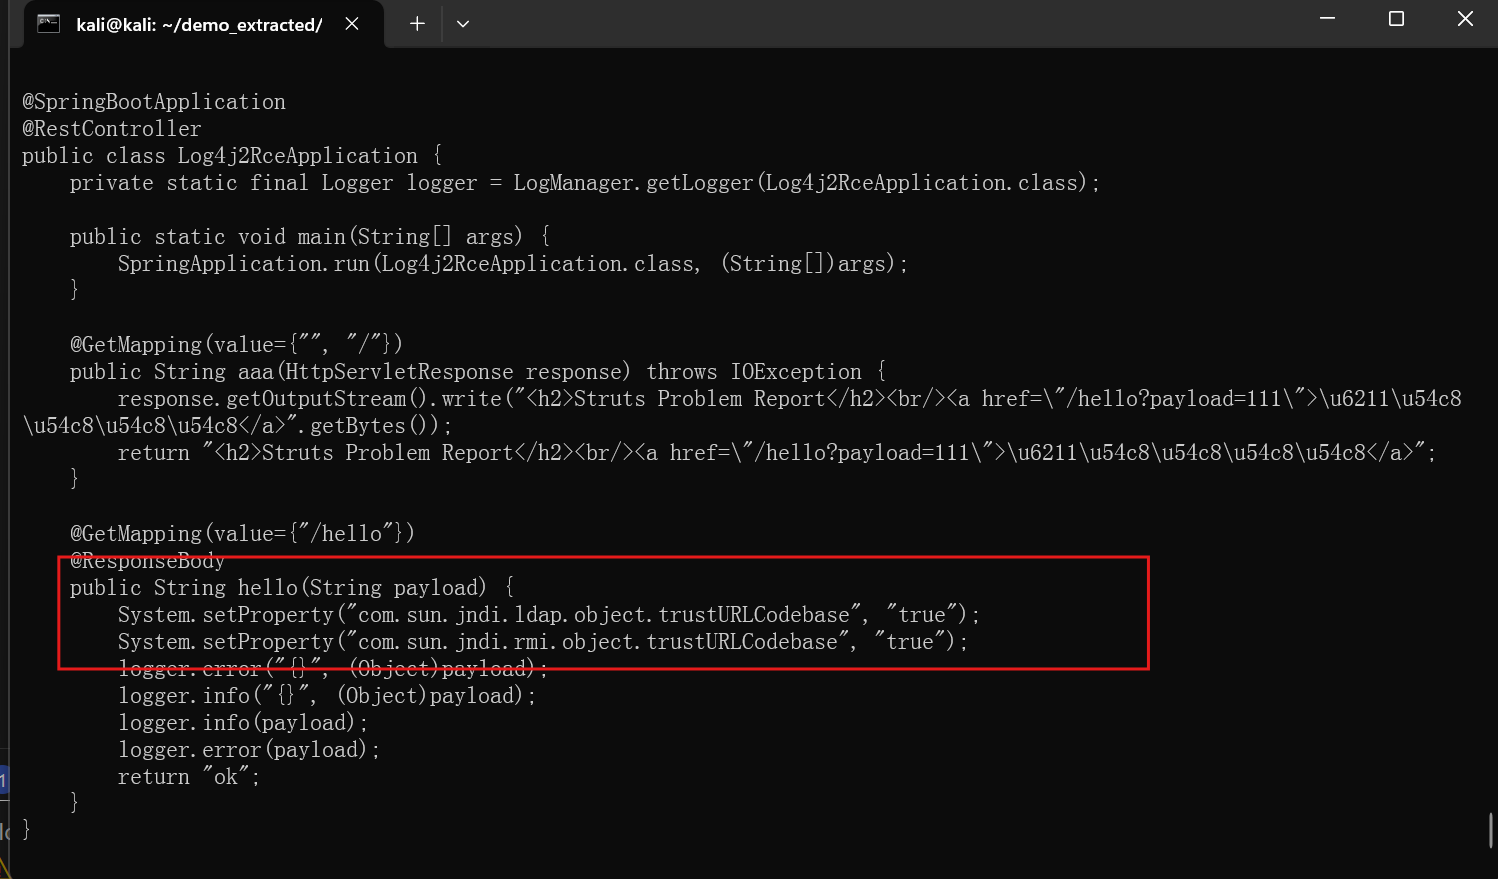 kali@kali: ~/demo_extracted/
@SpringBootApplication
@RestController
public class Log4j2RceApplication {
    private static final Logger logger = LogManager.getLogger(Log4j2RceApplication.class);
    public static void main(String[] args) {
        SpringApplication.run(Log4j2RceApplication.class, (String[])args);
    }
    @GetMapping(value={"", "/"})
    public String aaa(HttpServletResponse response) throws IOException {
        response.getOutputStream().write("<h2>Struts Problem Report</h2><br/><a href=\"/hello?payload=111\">\u6211\u54c8
\u54c8\u54c8\u54c8</a>".getBytes());
        return "<h2>Struts Problem Report</h2><br/><a href=\"/hello?payload=111\">\u6211\u54c8\u54c8\u54c8\u54c8</a>";
    }
    @GetMapping(value={"/hello"})
    @ResponseBody
    public String hello(String payload) {
        System.setProperty("com.sun.jndi.ldap.object.trustURLCodebase", "true");
        System.setProperty("com.sun.jndi.rmi.object.trustURLCodebase", "true");
        logger.error("{}", (Object)payload);
        logger.info("{}", (Object)payload);
        logger.info(payload);
        logger.error(payload);
        return "ok";
    }
}